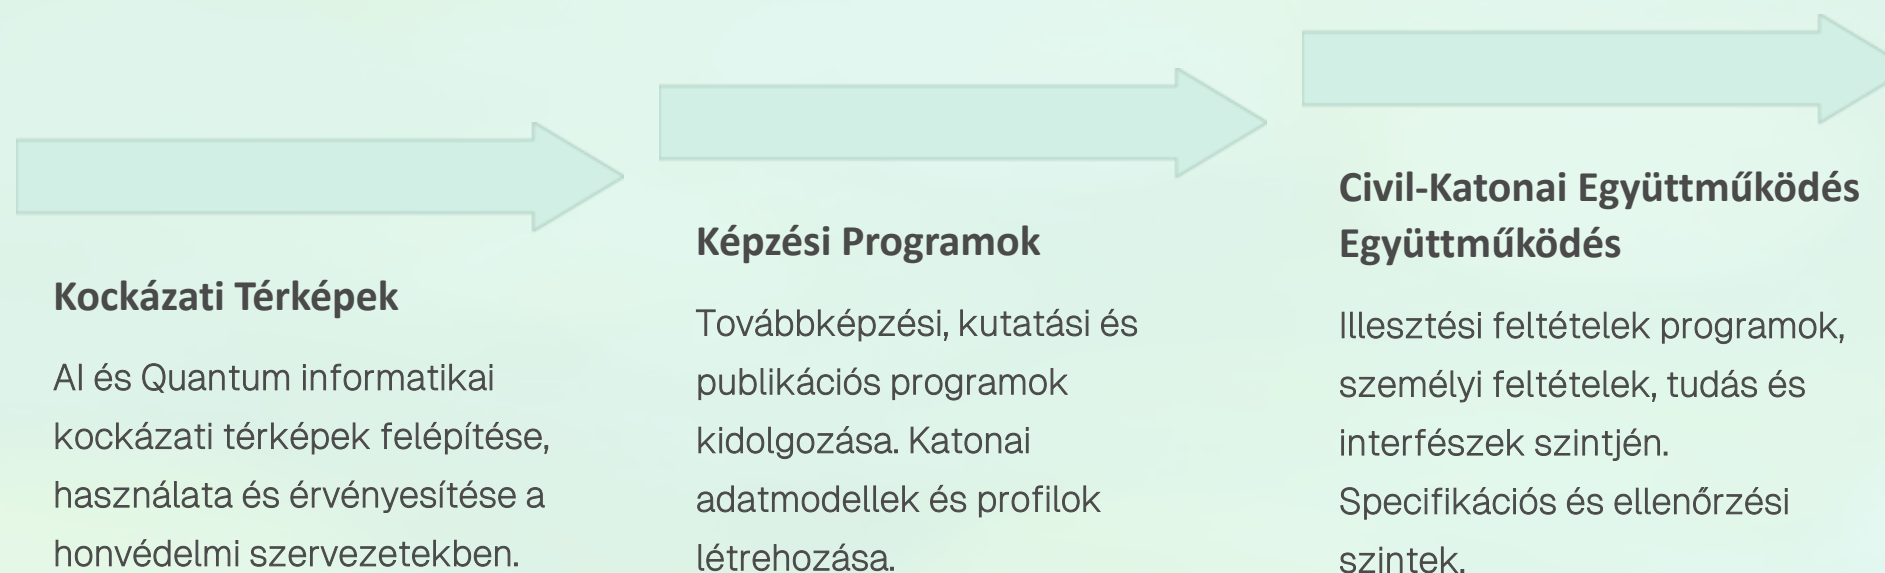 Kockázati Térképek
AI és Quantum informatikai
kockázati térképek felépítése,
használata és érvényesítése a
honvédelmi szervezetekben.
Képzési Programok
Továbbképzési, kutatási és
publikációs programok
kidolgozása. Katonai
adatmodellek és profilok
létrehozása.
Civil-Katonai Együttműködés
Együttműködés
Illesztési feltételek programok,
személyi feltételek, tudás és
interfészek szintjén.
Specifikációs és ellenőrzési
szintek.